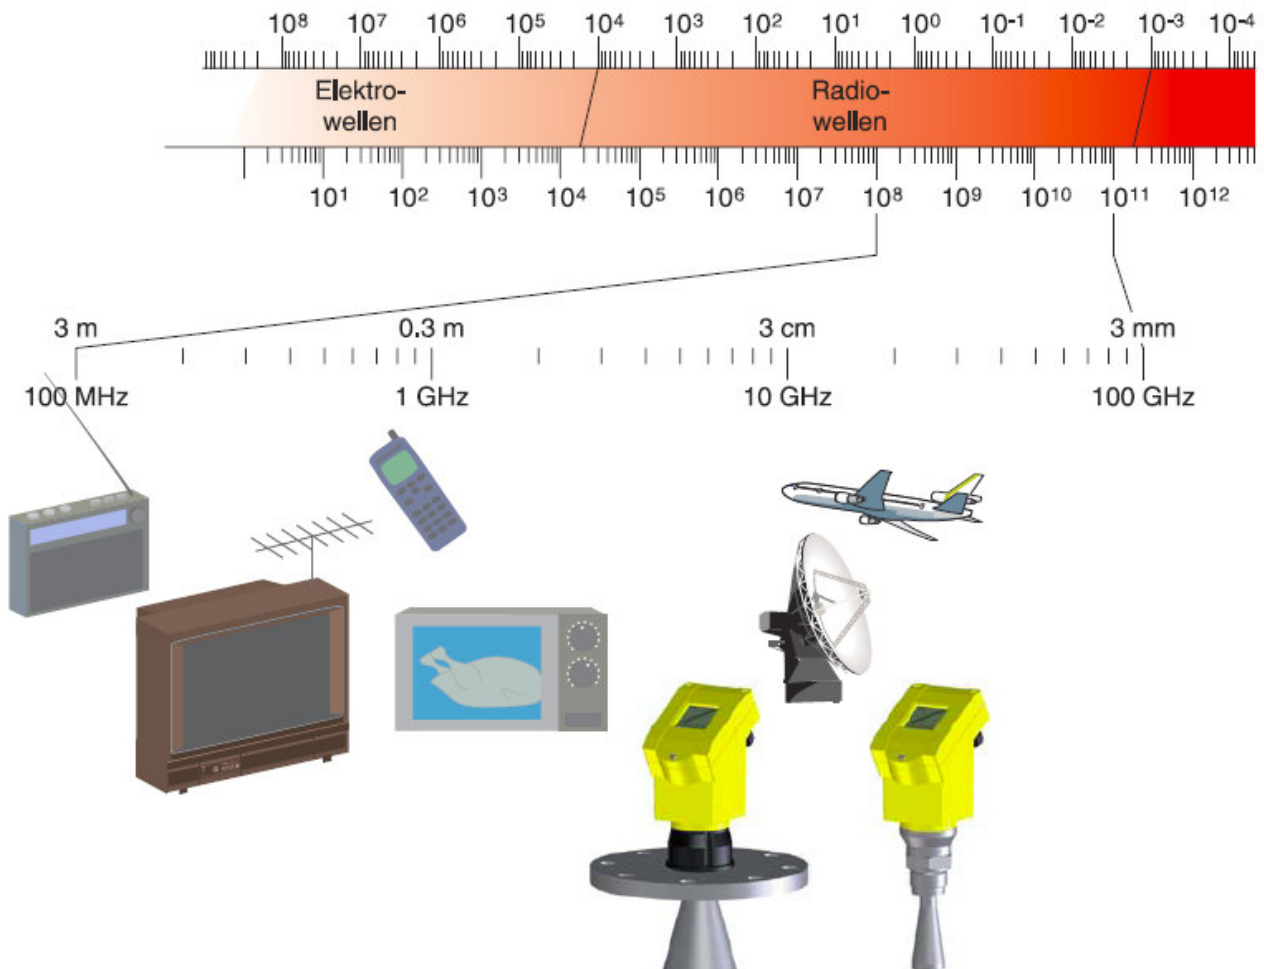 10⁸ 10⁷ 10⁶ 10⁵ 10⁴ 10³ 10² 10¹ 10⁰ 10⁻¹ 10⁻² 10⁻³ 10⁻⁴
Elektro-
wellen
Radio-
wellen
10¹ 10² 10³ 10⁴ 10⁵ 10⁶ 10⁷ 10⁸ 10⁹ 10¹⁰ 10¹¹ 10¹²
3 m 0.3 m 3 cm 3 mm
100 MHz 1 GHz 10 GHz 100 GHz